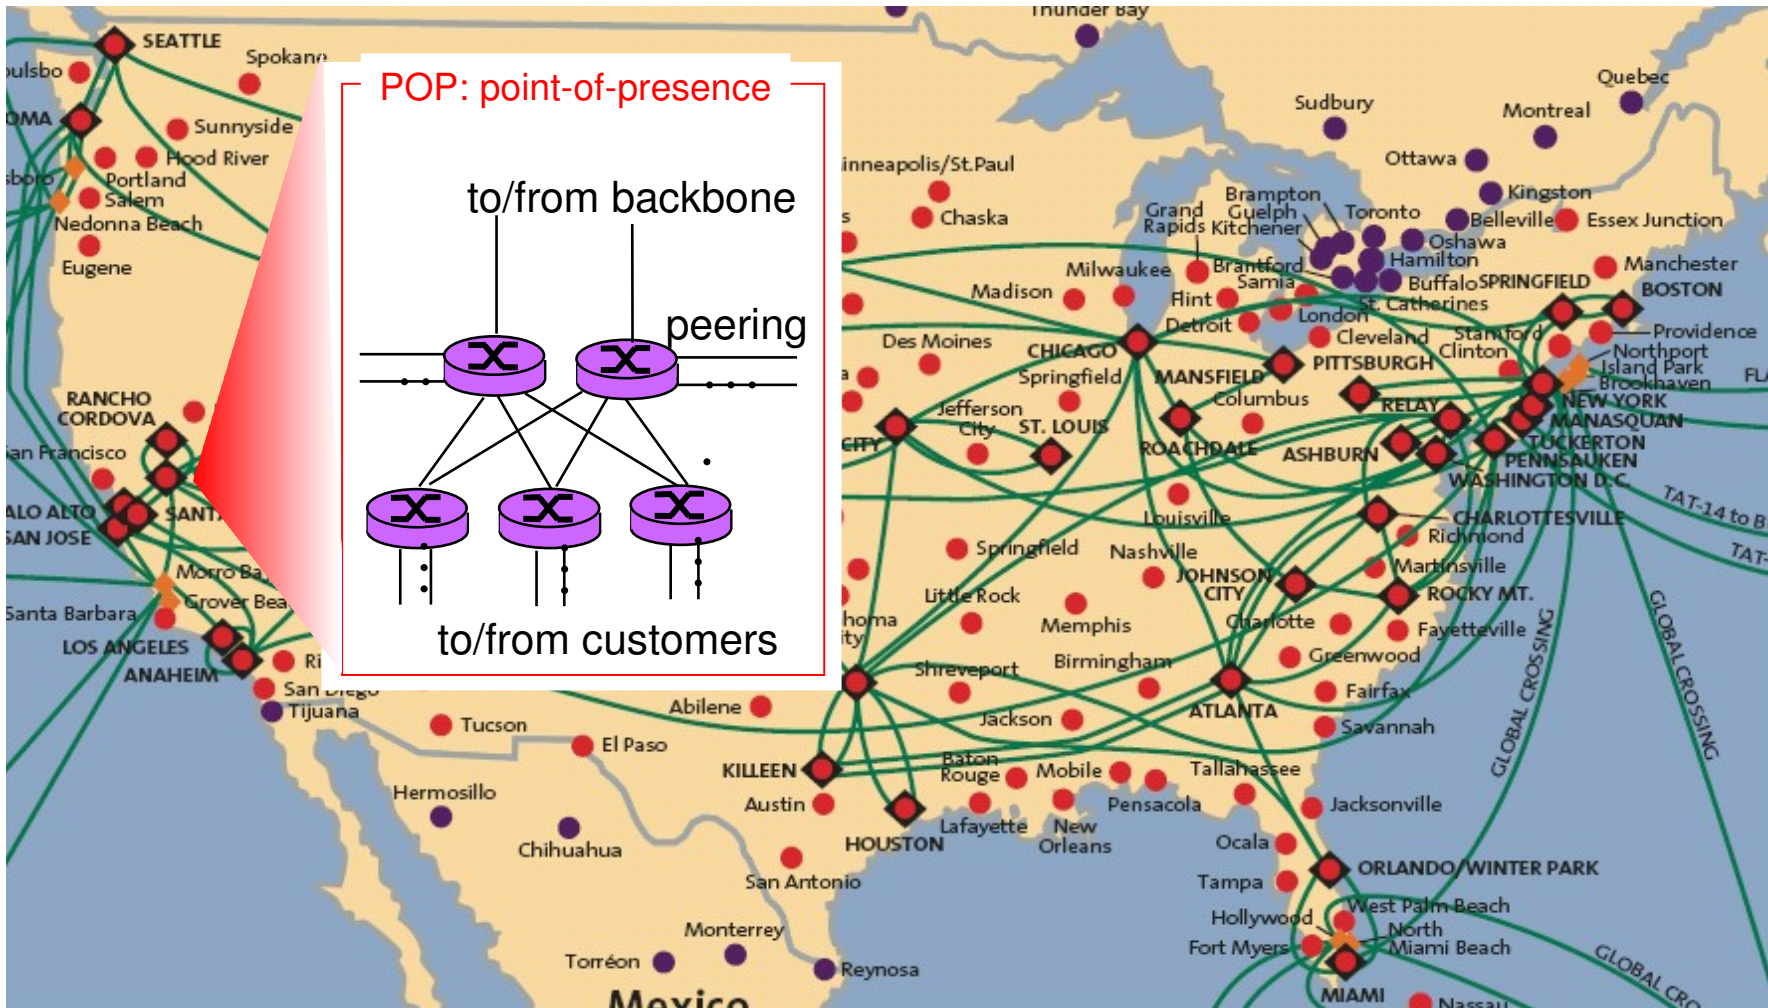 POP: point-of-presence
to/from backbone
peering
to/from customers
Thunder Bay
SEATTLE
Spokane
Sunnyside
Hood River
Portland
Salem
Nedonna Beach
Eugene
RANCHO
CORDOVA
SAN JOSE
Santa Barbara
LOS ANGELES
ANAHEIM
San Diego
Tijuana
Tucson
El Paso
Hermosillo
Chihuahua
Monterrey
Torréon
Reynosa
Mexico
Chaska
Milwaukee
Madison
Des Moines
CHICAGO
Springfield
Jefferson
City
ST. LOUIS
CITY
Grand
Rapids
Brampton
Guelph
Kitchener
Brantford
Sarnia
Flint
Detroit
London
St. Catherines
Toronto
Oshawa
Hamilton
Buffalo
Sudbury
Ottawa
Montreal
Quebec
Kingston
Belleville
Essex Junction
Manchester
SPRINGFIELD
BOSTON
Providence
Stamford
Clinton
Northport
Island Park
Brookhaven
NEW YORK
MANASQUAN
TUCKERTON
PENNSAUKEN
WASHINGTON D.C.
Cleveland
PITTSBURGH
MANSFIELD
Columbus
RELAY
ROACHDALE
ASHBURN
Louisville
CHARLOTTESVILLE
Richmond
Martinsville
ROCKY MT.
Fayetteville
Springfield
Nashville
JOHNSON
CITY
Little Rock
Memphis
Charlotte
Greenwood
Fairfax
Savannah
Shreveport
Birmingham
ATLANTA
Abilene
Jackson
KILLEEN
Austin
HOUSTON
San Antonio
Baton
Rouge
Lafayette
New
Orleans
Mobile
Pensacola
Tallahassee
Jacksonville
Ocala
Tampa
ORLANDO/WINTER PARK
West Palm Beach
Hollywood
North
Miami Beach
Fort Myers
MIAMI
Nassau
TAT-14 to B
TAT-
GLOBAL CROSSING
GLOBAL CROSSING
GLOBAL CRO